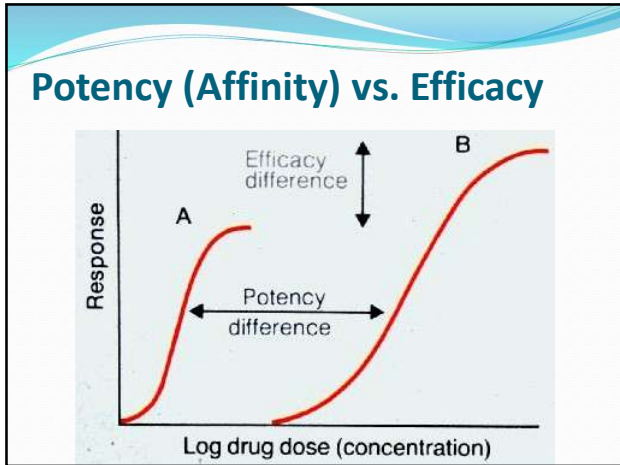 Potency (Affinity) vs. Efficacy
Efficacy
difference
B
A
Response
Potency
difference
Log drug dose (concentration)